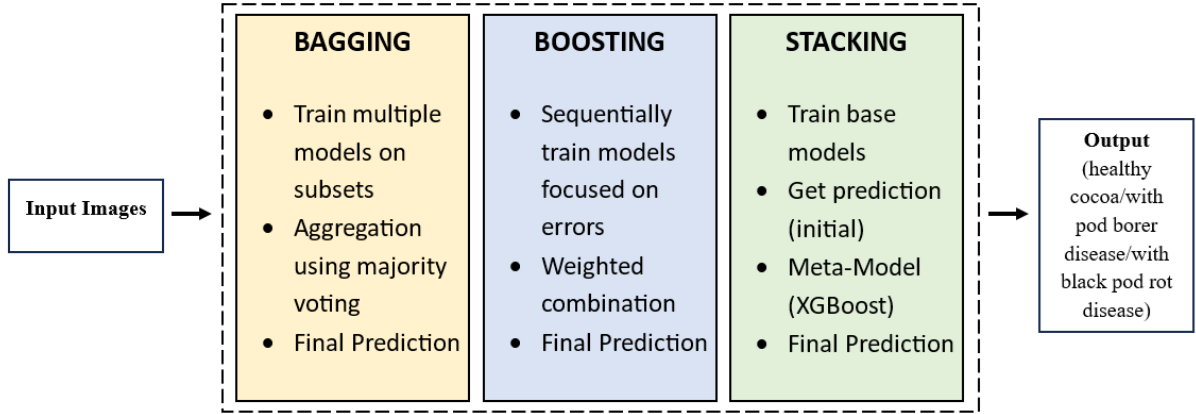 Input Images
BAGGING
• Train multiple
models on
subsets
• Aggregation
using majority
voting
• Final Prediction
BOOSTING
• Sequentially
train models
focused on
errors
• Weighted
combination
• Final Prediction
STACKING
• Train base
models
• Get prediction
(initial)
• Meta-Model
(XGBoost)
• Final Prediction
Output
(healthy
cocoa/with
pod borer
disease/with
black pod rot
disease)